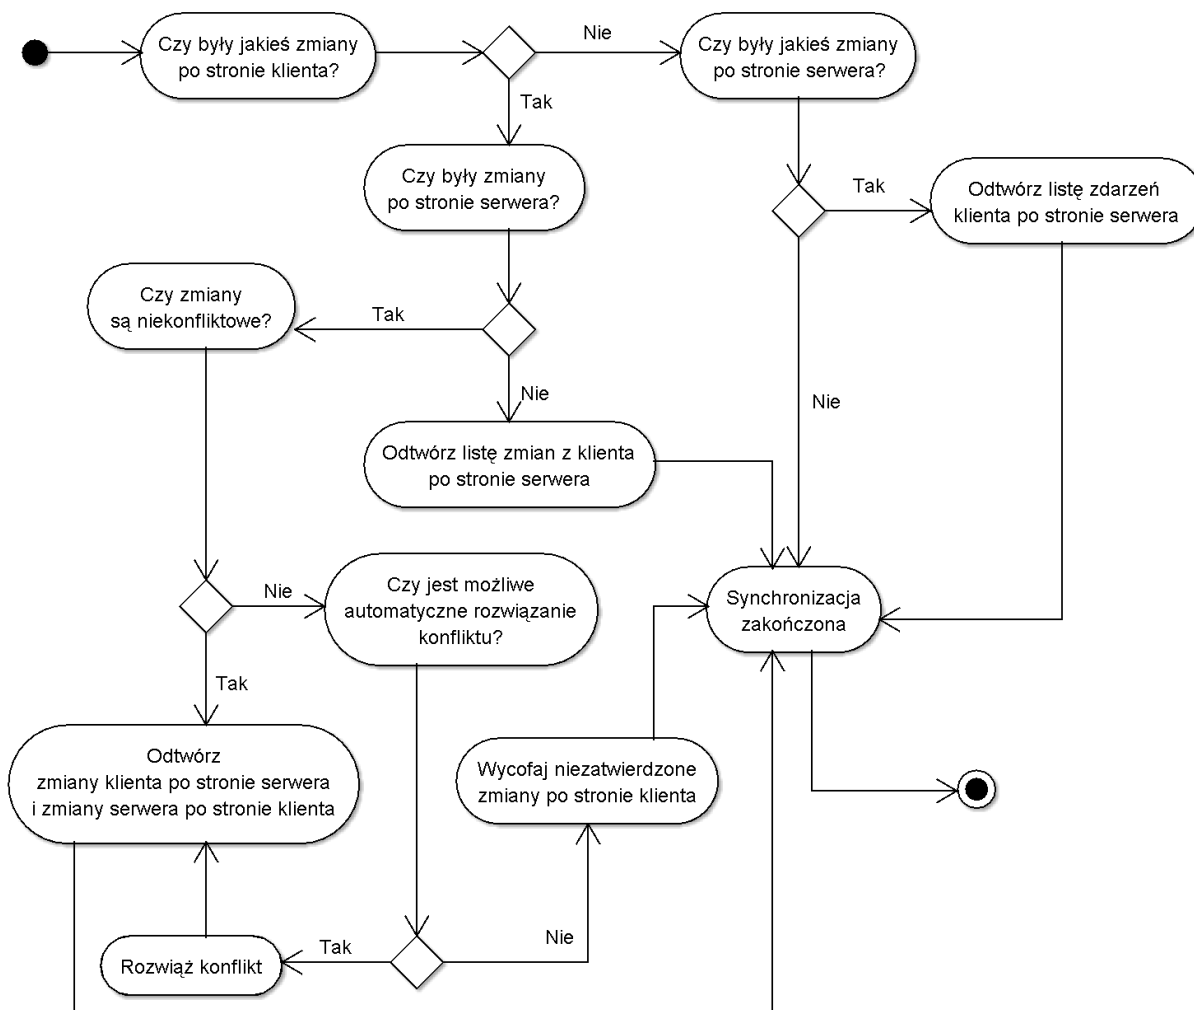 Czy były jakieś zmiany
po stronie klienta?
Nie
Czy były jakieś zmiany
po stronie serwera?
Tak
Czy były zmiany
po stronie serwera?
Tak
Odtwórz listę zdarzeń
klienta po stronie serwera
Czy zmiany
są niekonfliktowe?
Tak
Nie
Nie
Odtwórz listę zmian z klienta
po stronie serwera
Nie
Czy jest możliwe
automatyczne rozwiązanie
konfliktu?
Synchronizacja
zakończona
Tak
Odtwórz
zmiany klienta po stronie serwera
i zmiany serwera po stronie klienta
Wycofaj niezatwierdzone
zmiany po stronie klienta
Rozwiąż konflikt
Tak
Nie